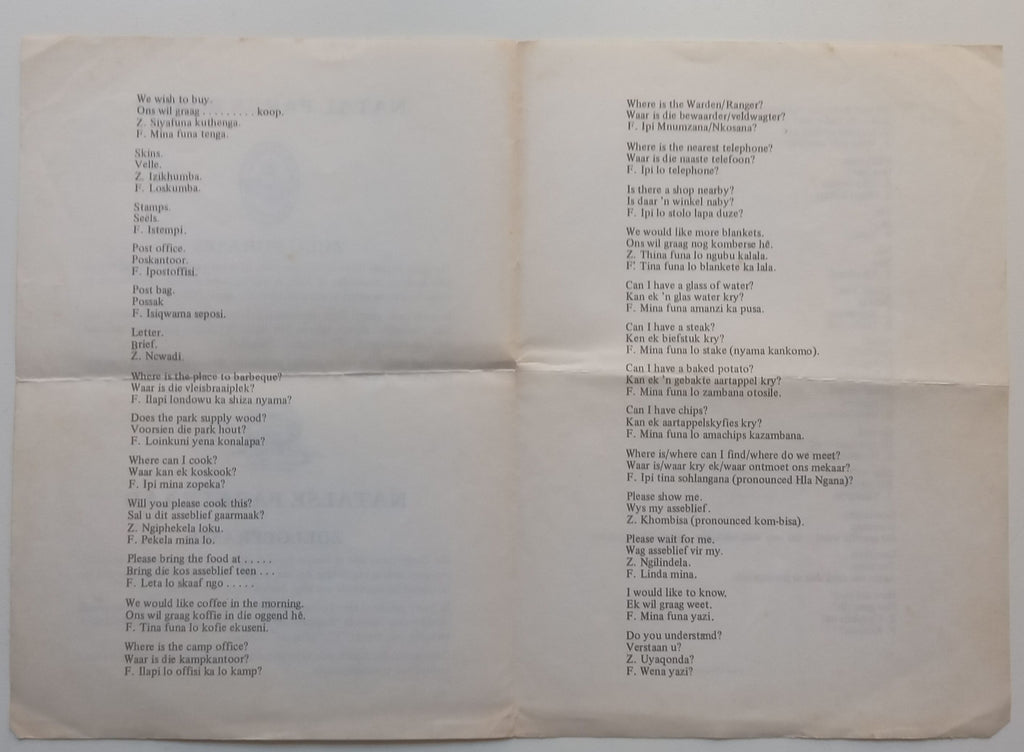 We wish to buy.
Ons wil graag . . . . . . . . . koop.
Z. Siyafuna kuthenga.
F. Mina funa tenga.
Skins.
Velle.
Z. Izikhumba.
F. Loskumba.
Stamps.
Seels.
F. Istempi.
Post office.
Poskantoor.
F. Ipostoffisi.
Post bag.
Possak
F. Isiqwama seposi.
Letter.
Brief.
Z. Ncwadi.
Where is the place to barbeque?
Waar is die vleisbraaiplek?
F. Ilapi londowu ka shiza nyama?
Does the park supply wood?
Voorsien die park hout?
F. Loinkuni yena konalapa?
Where can I cook?
Waar kan ek koskook?
F. Ipi mina zopeka?
Will you please cook this?
Sal u dit asseblief gaarmaak?
Z. Ngiphekela loku.
F. Pekela mina lo.
Please bring the food at . . . . .
Bring die kos asseblief teen . . .
F. Leta lo skaaf ngo . . . . .
We would like coffee in the morning.
Ons wil graag koffie in die oggend hê.
F. Tina funa lo kofie ekuseni.
Where is the camp office?
Waar is die kampkantoor?
F. Ilapi lo offisi ka lo kamp?
Where is the Warden/Ranger?
Waar is die bewaarder/veldwagter?
F. Ipi Mnumzana/Nkosana?
Where is the nearest telephone?
Waar is die naaste telefoon?
F. Ipi lo telephone?
Is there a shop nearby?
Is daar 'n winkel naby?
F. Ipi lo stolo lapa duze?
We would like more blankets.
Ons wil graag nog komberse hê.
Z. Thina funa lo ngubu kalala.
F. Tina funa lo blankete ka lala.
Can I have a glass of water?
Kan ek 'n glas water kry?
F. Mina funa amanzi ka pusa.
Can I have a steak?
Ken ek biefstuk kry?
F. Mina funa lo stake (nyama kankomo).
Can I have a baked potato?
Kan ek 'n gebakte aartappel kry?
F. Mina funa lo zambana otosile.
Can I have chips?
Kan ek aartappelskyfies kry?
F. Mina funa lo amachips kazambana.
Where is/where can I find/where do we meet?
Waar is/waar kry ek/waar ontmoet ons mekaar?
F. Ipi tina sohlangana (pronounced Hla Ngana)?
Please show me.
Wys my asseblief.
Z. Khombisa (pronounced kom-bisa).
Please wait for me.
Wag asseblief vir my.
Z. Ngilindela.
F. Linda mina.
I would like to know.
Ek wil graag weet.
F. Mina funa yazi.
Do you understand?
Verstaan u?
Z. Uyaqonda?
F. Wena yazi?